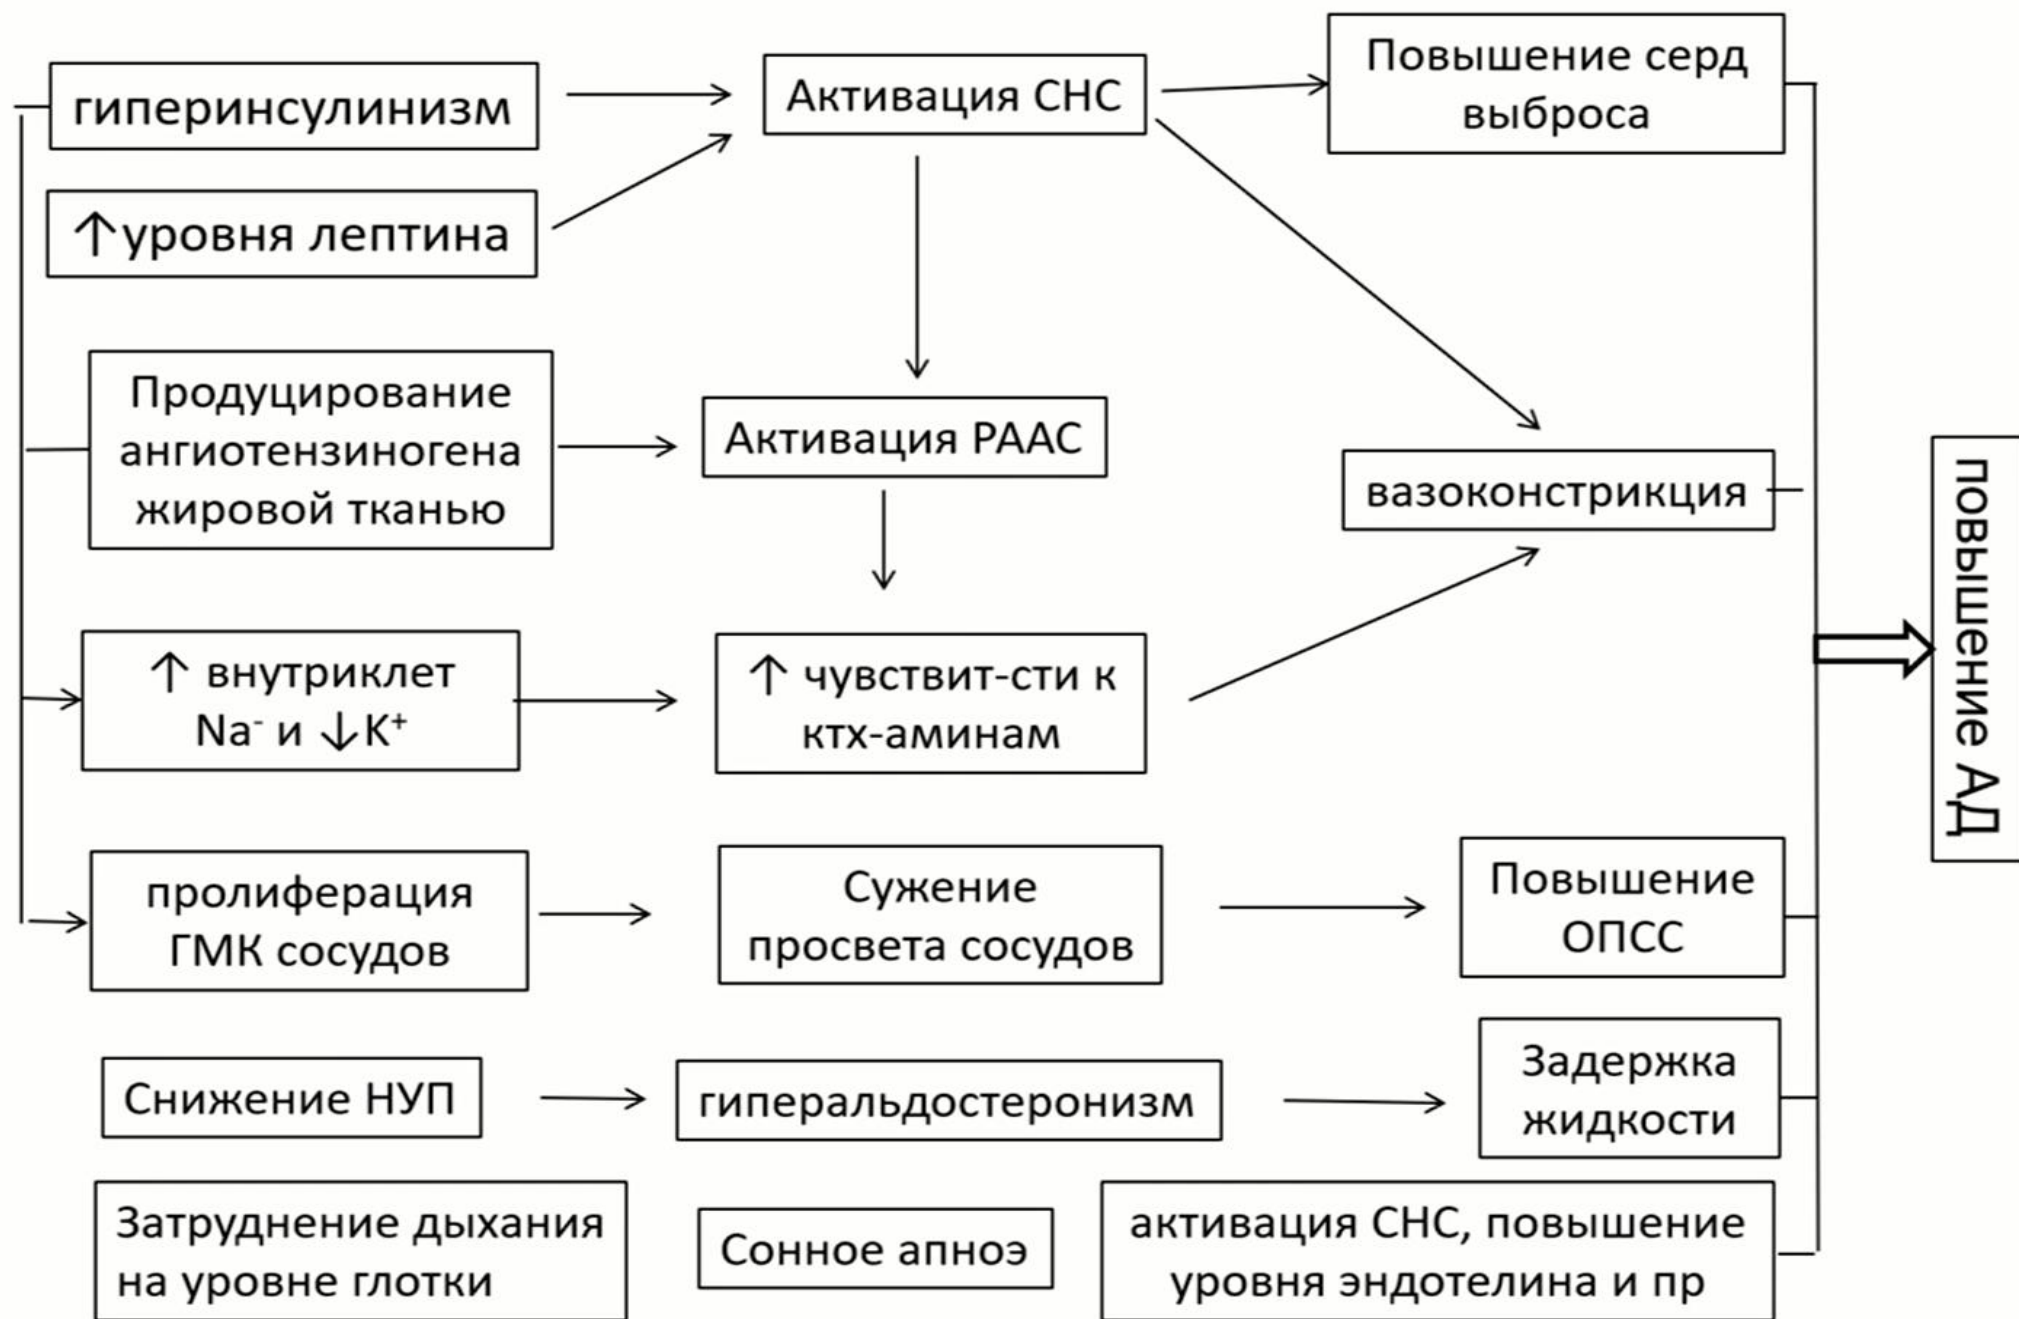 гиперинсулинизм
Активация СНС
Повышение серд
выброса
↑уровня лептина
Продуцирование
ангиотензиногена
жировой тканью
Активация РААС
вазоконстрикция
повышение АД
↑ внутриклет
Na⁻ и ↓K⁺
↑ чувствит-сти к
ктх-аминам
пролиферация
ГМК сосудов
Сужение
просвета сосудов
Повышение
ОПСС
Снижение НУП
гиперальдостеронизм
Задержка
жидкости
Затруднение дыхания
на уровне глотки
Сонное апноэ
активация СНС, повышение
уровня эндотелина и пр